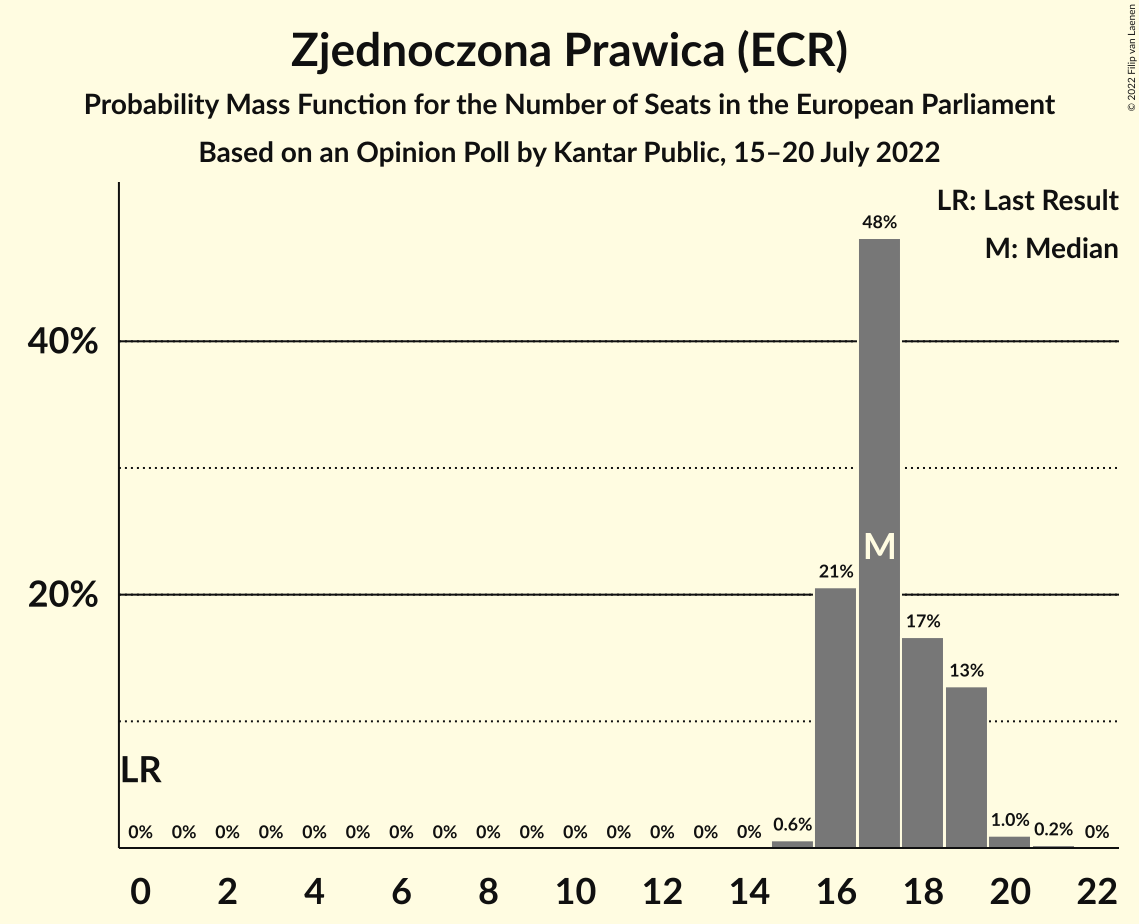 Zjednoczona Prawica (ECR)
Probability Mass Function for the Number of Seats in the European Parliament
Based on an Opinion Poll by Kantar Public, 15–20 July 2022
© 2022 Filip van Laenen
LR: Last Result
M: Median
48%
40%
M
21%
20%
17%
13%
LR
0% 0% 0% 0% 0% 0% 0% 0% 0% 0% 0% 0% 0% 0% 0% 0.6% 1.0% 0.2% 0%
0 2 4 6 8 10 12 14 16 18 20 22